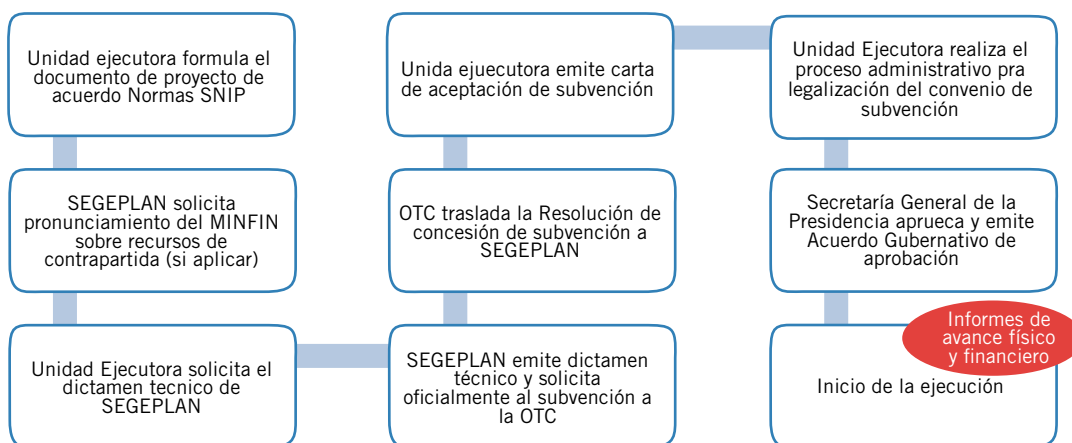 Unidad ejecutora formula el
documento de proyecto de
acuerdo Normas SNIP
SEGEPLAN solicita
pronunciamiento del MINFIN
sobre recursos de
contrapartida (si aplicar)
Unidad Ejecutora solicita el
dictamen tecnico de
SEGEPLAN
SEGEPLAN emite dictamen
técnico y solicita
oficialmente al subvención a
la OTC
OTC traslada la Resolución de
concesión de subvención a
SEGEPLAN
Unida ejuecutora emite carta
de aceptación de subvención
Unidad Ejecutora realiza el
proceso administrativo pra
legalización del convenio de
subvención
Secretaría General de la
Presidencia aprueca y emite
Acuerdo Gubernativo de
aprobación
Informes de
avance físico
y financiero
Inicio de la ejecución